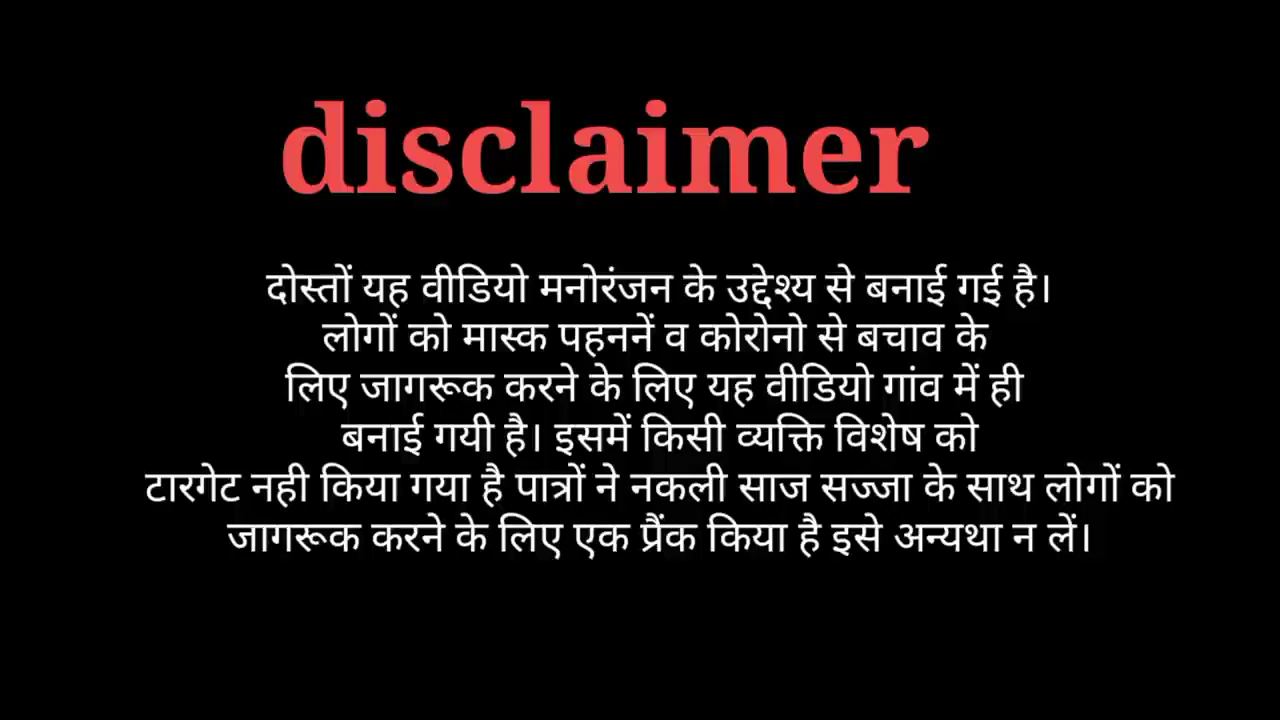 disclaimer
दोस्तों यह वीडियो मनोरंजन के उद्देश्य से बनाई गई है।
लोगों को मास्क पहननें व कोरोनो से बचाव के
लिए जागरूक करने के लिए यह वीडियो गांव में ही
बनाई गयी है। इसमें किसी व्यक्ति विशेष को
टारगेट नही किया गया है पात्रों ने नकली साज सज्जा के साथ लोगों को
जागरूक करने के लिए एक प्रैंक किया है इसे अन्यथा न लें।